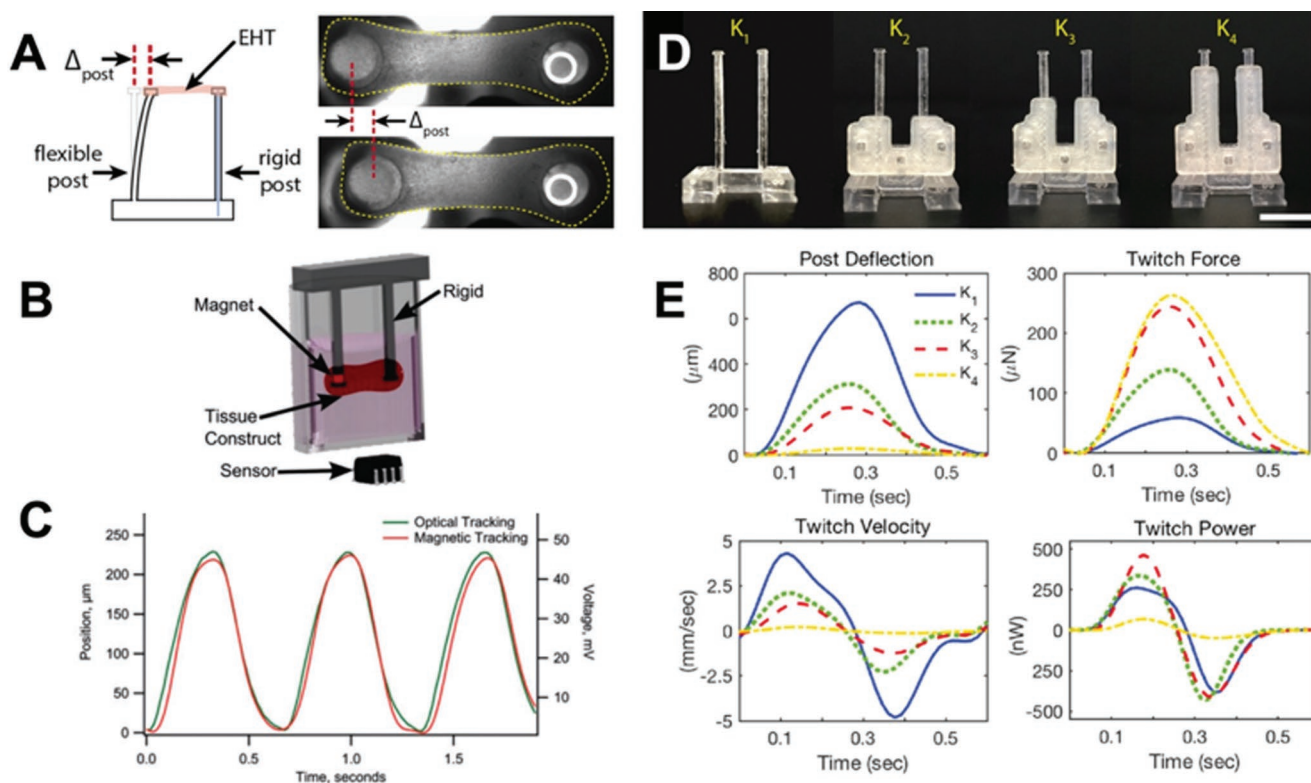 A
Δpost
EHT
flexible
post
rigid
post
Δpost
B
Magnet
Rigid
Tissue
Construct
Sensor
C
Optical Tracking
Magnetic Tracking
Position, µm
250
200
150
100
50
0
Voltage, mV
50
40
30
20
10
0.0
0.5
1.0
1.5
Time, seconds
D
K1
K2
K3
K4
E
Post Deflection
800
0
400
200
0
(µm)
K1
K2
K3
K4
0.1
0.3
0.5
Time (sec)
Twitch Force
300
200
100
0
(µN)
0.1
0.3
0.5
Time (sec)
Twitch Velocity
5
2.5
0
-2.5
-5
(mm/sec)
0.1
0.3
0.5
Time (sec)
Twitch Power
500
250
0
250
-500
(nW)
0.1
0.3
0.5
Time (sec)